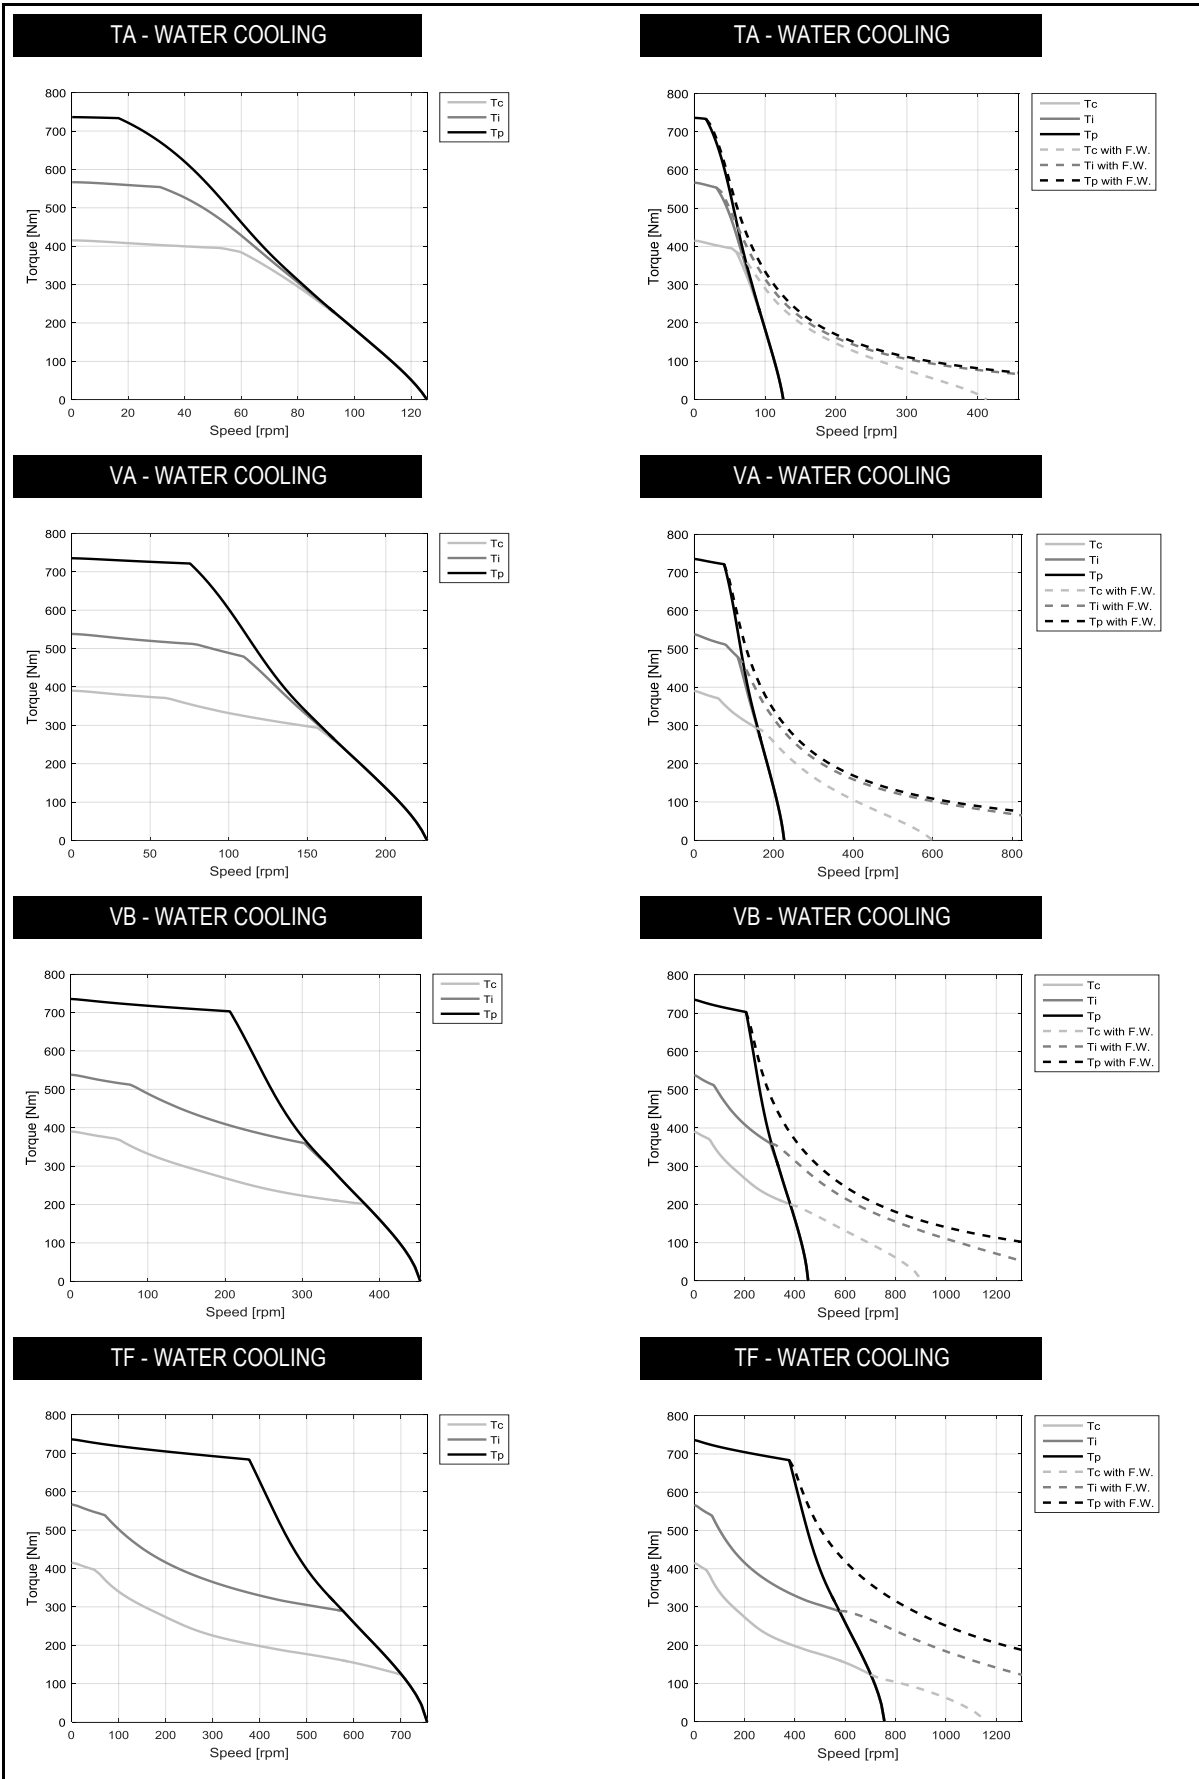 TA - WATER COOLING
800
700
600
500
400
300
200
100
0
Torque [Nm]
0 20 40 60 80 100 120
Speed [rpm]
Tc
Ti
Tp
TA - WATER COOLING
800
700
600
500
400
300
200
100
0
Torque [Nm]
0 100 200 300 400
Speed [rpm]
Tc
Ti
Tp
Tc with F.W.
Ti with F.W.
Tp with F.W.
VA - WATER COOLING
800
700
600
500
400
300
200
100
0
Torque [Nm]
0 50 100 150 200
Speed [rpm]
Tc
Ti
Tp
VA - WATER COOLING
800
700
600
500
400
300
200
100
0
Torque [Nm]
0 200 400 600 800
Speed [rpm]
Tc
Ti
Tp
Tc with F.W.
Ti with F.W.
Tp with F.W.
VB - WATER COOLING
800
700
600
500
400
300
200
100
0
Torque [Nm]
0 100 200 300 400
Speed [rpm]
Tc
Ti
Tp
VB - WATER COOLING
800
700
600
500
400
300
200
100
0
Torque [Nm]
0 200 400 600 800 1000 1200
Speed [rpm]
Tc
Ti
Tp
Tc with F.W.
Ti with F.W.
Tp with F.W.
TF - WATER COOLING
800
700
600
500
400
300
200
100
0
Torque [Nm]
0 100 200 300 400 500 600 700
Speed [rpm]
Tc
Ti
Tp
TF - WATER COOLING
800
700
600
500
400
300
200
100
0
Torque [Nm]
0 200 400 600 800 1000 1200
Speed [rpm]
Tc
Ti
Tp
Tc with F.W.
Ti with F.W.
Tp with F.W.